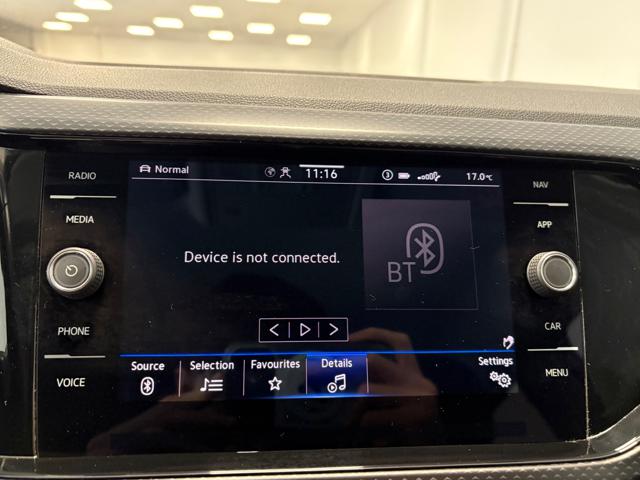 RADIO
MEDIA
PHONE
VOICE
Normal
11:16
3
17.0°C
Device is not connected.
BT
Source
Selection
Favourites
Details
Settings
NAV
APP
CAR
MENU